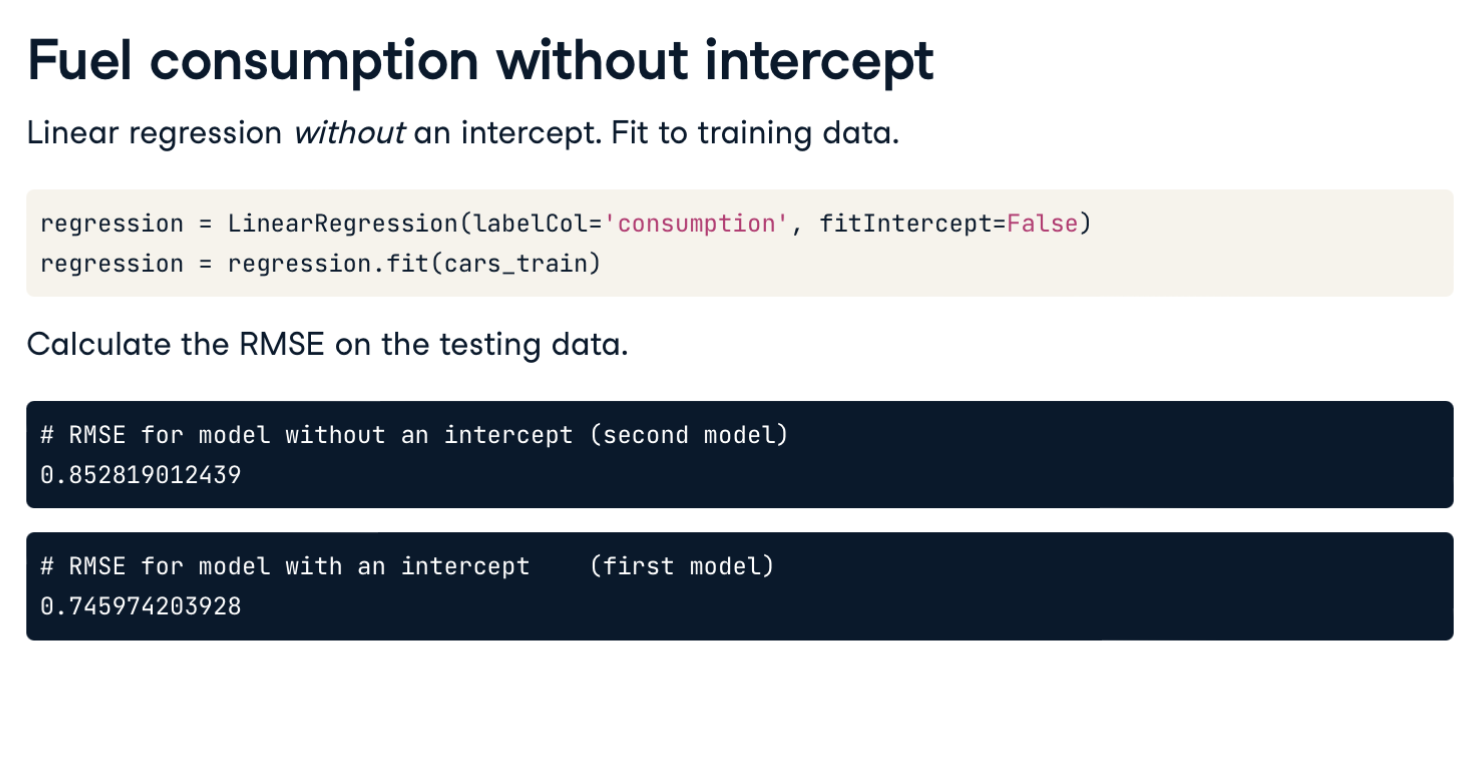 Fuel consumption without intercept
Linear regression without an intercept. Fit to training data.
regression = LinearRegression(labelCol='consumption', fitIntercept=False)
regression = regression.fit(cars_train)
Calculate the RMSE on the testing data.
# RMSE for model without an intercept (second model)
0.852819012439
# RMSE for model with an intercept    (first model)
0.745974203928